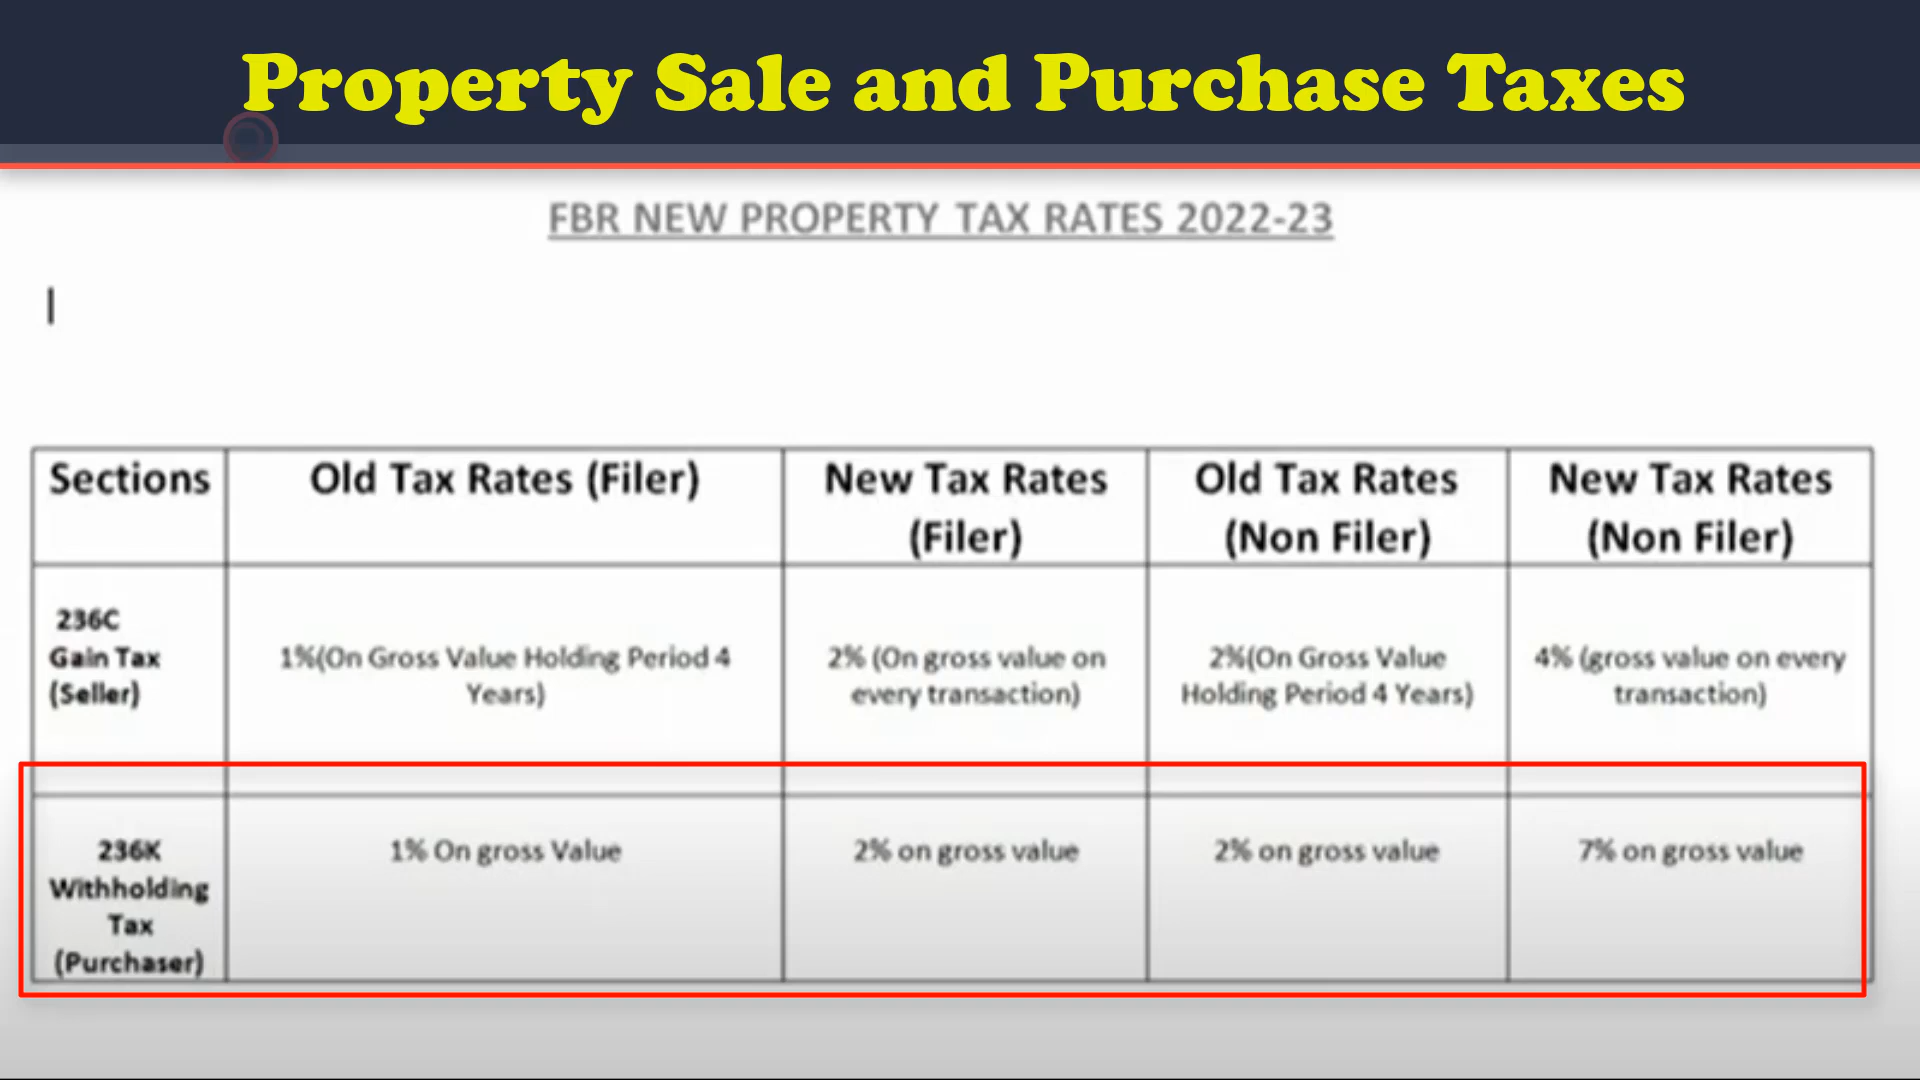 Property Sale and Purchase Taxes
FBR NEW PROPERTY TAX RATES 2022-23
Sections
Old Tax Rates (Filer)
New Tax Rates
(Filer)
Old Tax Rates
(Non Filer)
New Tax Rates
(Non Filer)
236C
Gain Tax
(Seller)
1%(On Gross Value Holding Period 4
Years)
2% (On gross value on
every transaction)
2%(On Gross Value
Holding Period 4 Years)
4% (gross value on every
transaction)
236K
Withholding
Tax
(Purchaser)
1% On gross Value
2% on gross value
2% on gross value
7% on gross value